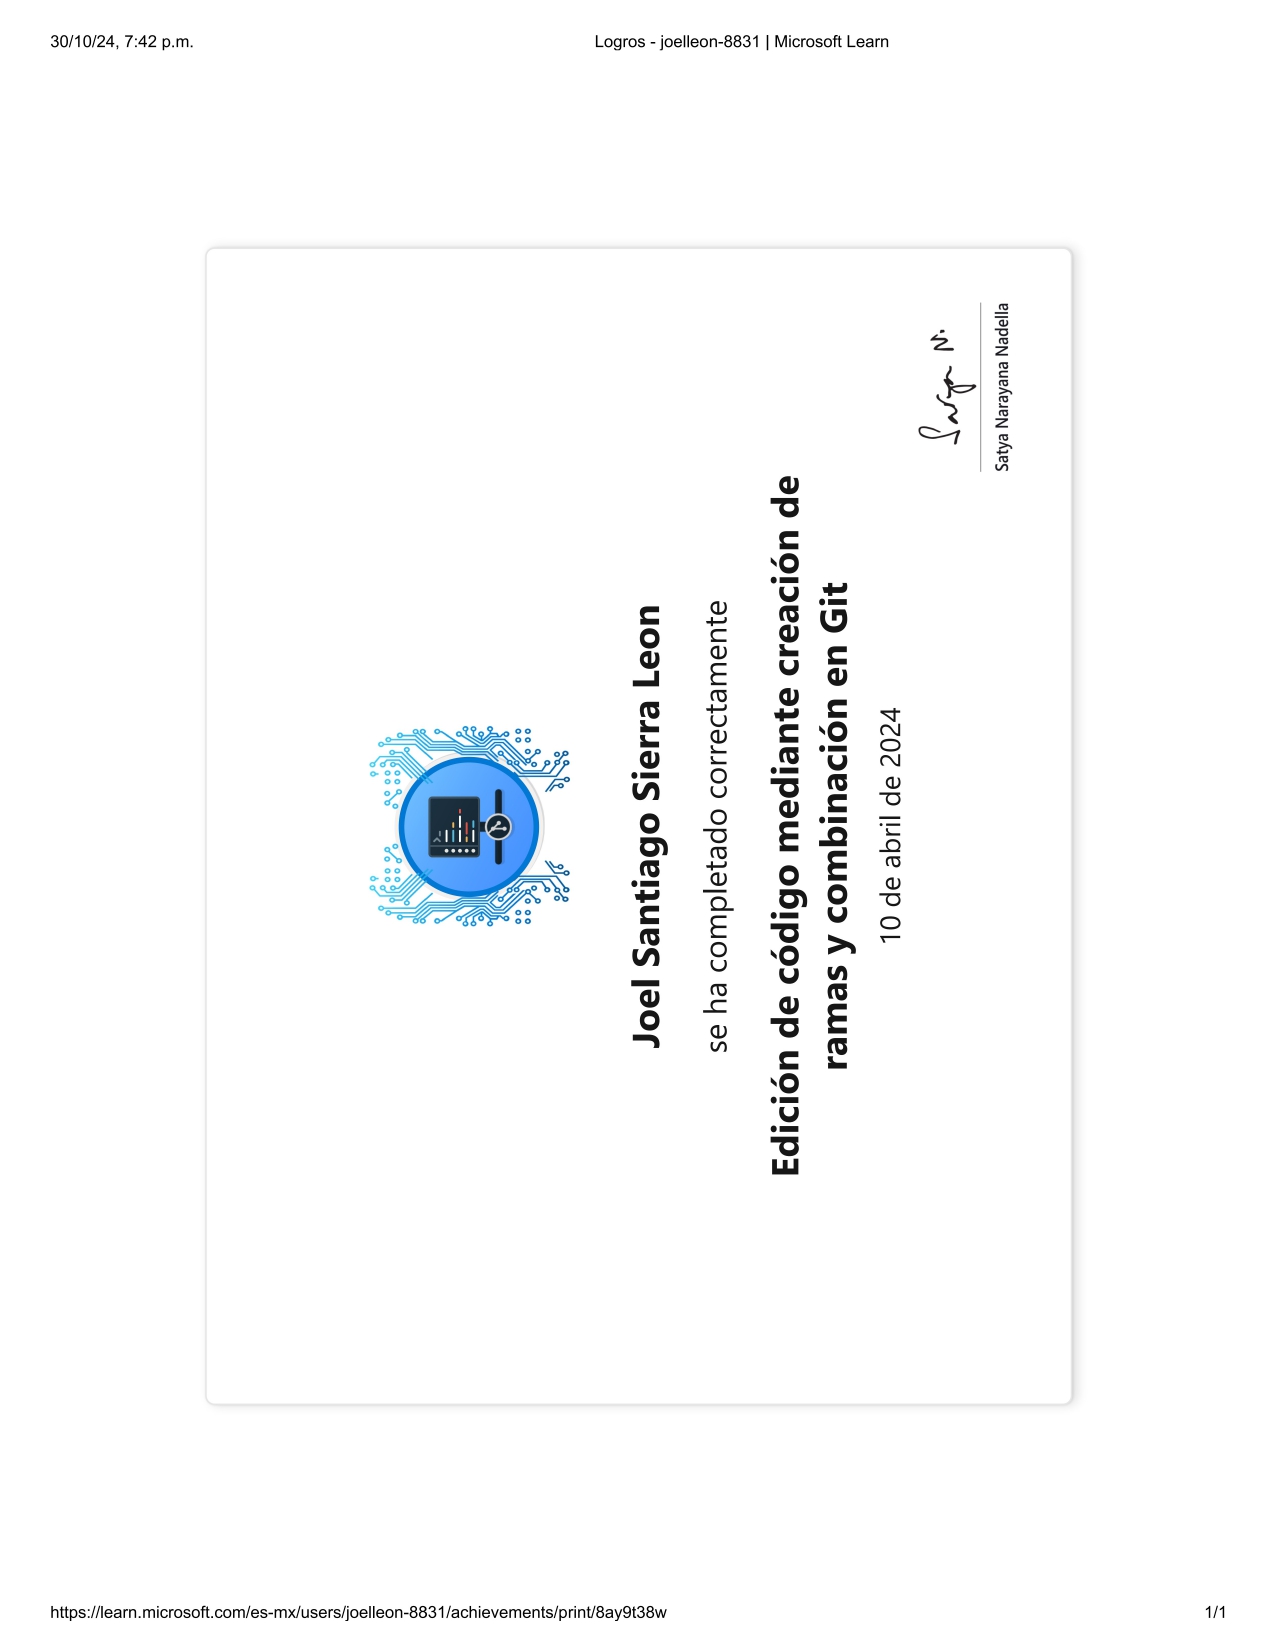 30/10/24, 7:42 p.m.
Logros - joelleon-8831 | Microsoft Learn
Joel Santiago Sierra Leon
se ha completado correctamente
Edición de código mediante creación de
ramas y combinación en Git
10 de abril de 2024
Satya N.
Satya Narayana Nadella
https://learn.microsoft.com/es-mx/users/joelleon-8831/achievements/print/8ay9t38w
1/1